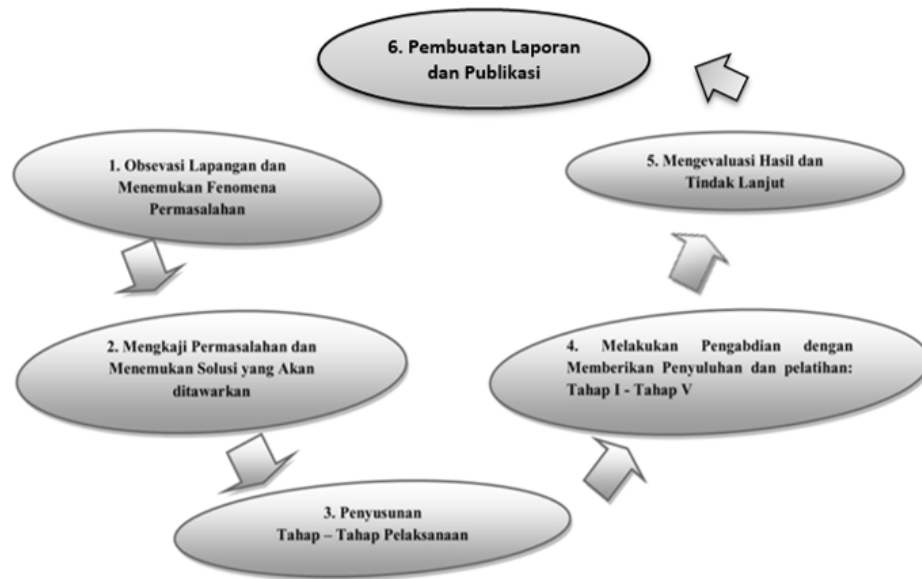 6. Pembuatan Laporan
dan Publikasi
1. Obsevasi Lapangan dan
Menemukan Fenomena
Permasalahan
5. Mengevaluasi Hasil dan
Tindak Lanjut
2. Mengkaji Permasalahan dan
Menemukan Solusi yang Akan
ditawarkan
4. Melakukan Pengabdian dengan
Memberikan Penyuluhan dan pelatihan:
Tahap I - Tahap V
3. Penyusunan
Tahap – Tahap Pelaksanaan